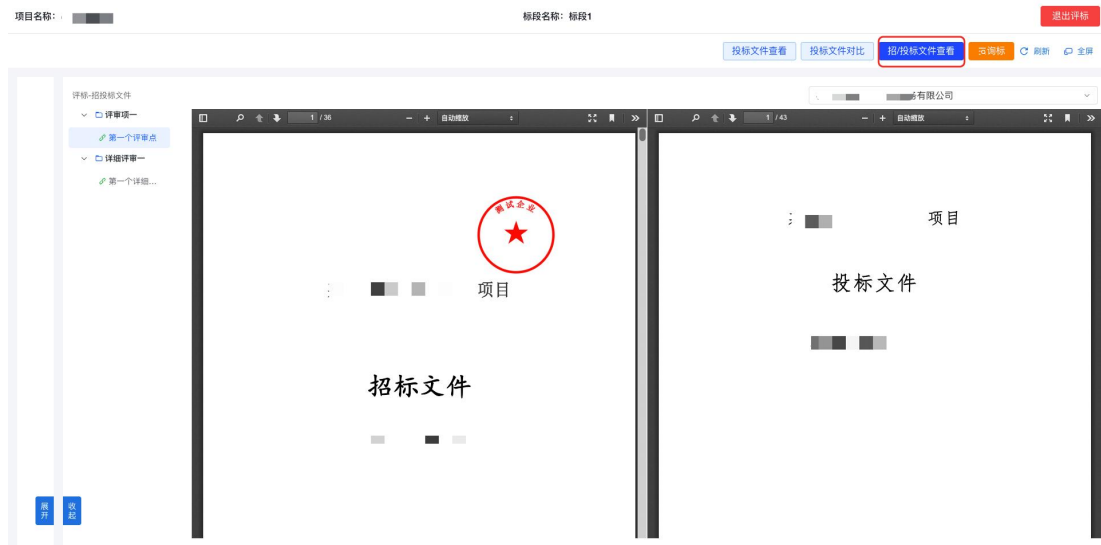 项目名称：
标段名称：标段1
退出评标
投标文件查看
投标文件对比
招/投标文件查看
查询标
刷新
全屏
评标-招投标文件
务有限公司
评审项一
第一个评审点
详细评审一
第一个详细...
1 / 36
自动缩放
1 / 43
自动缩放
测试企业
项目
招标文件
项目
投标文件
展开
收起